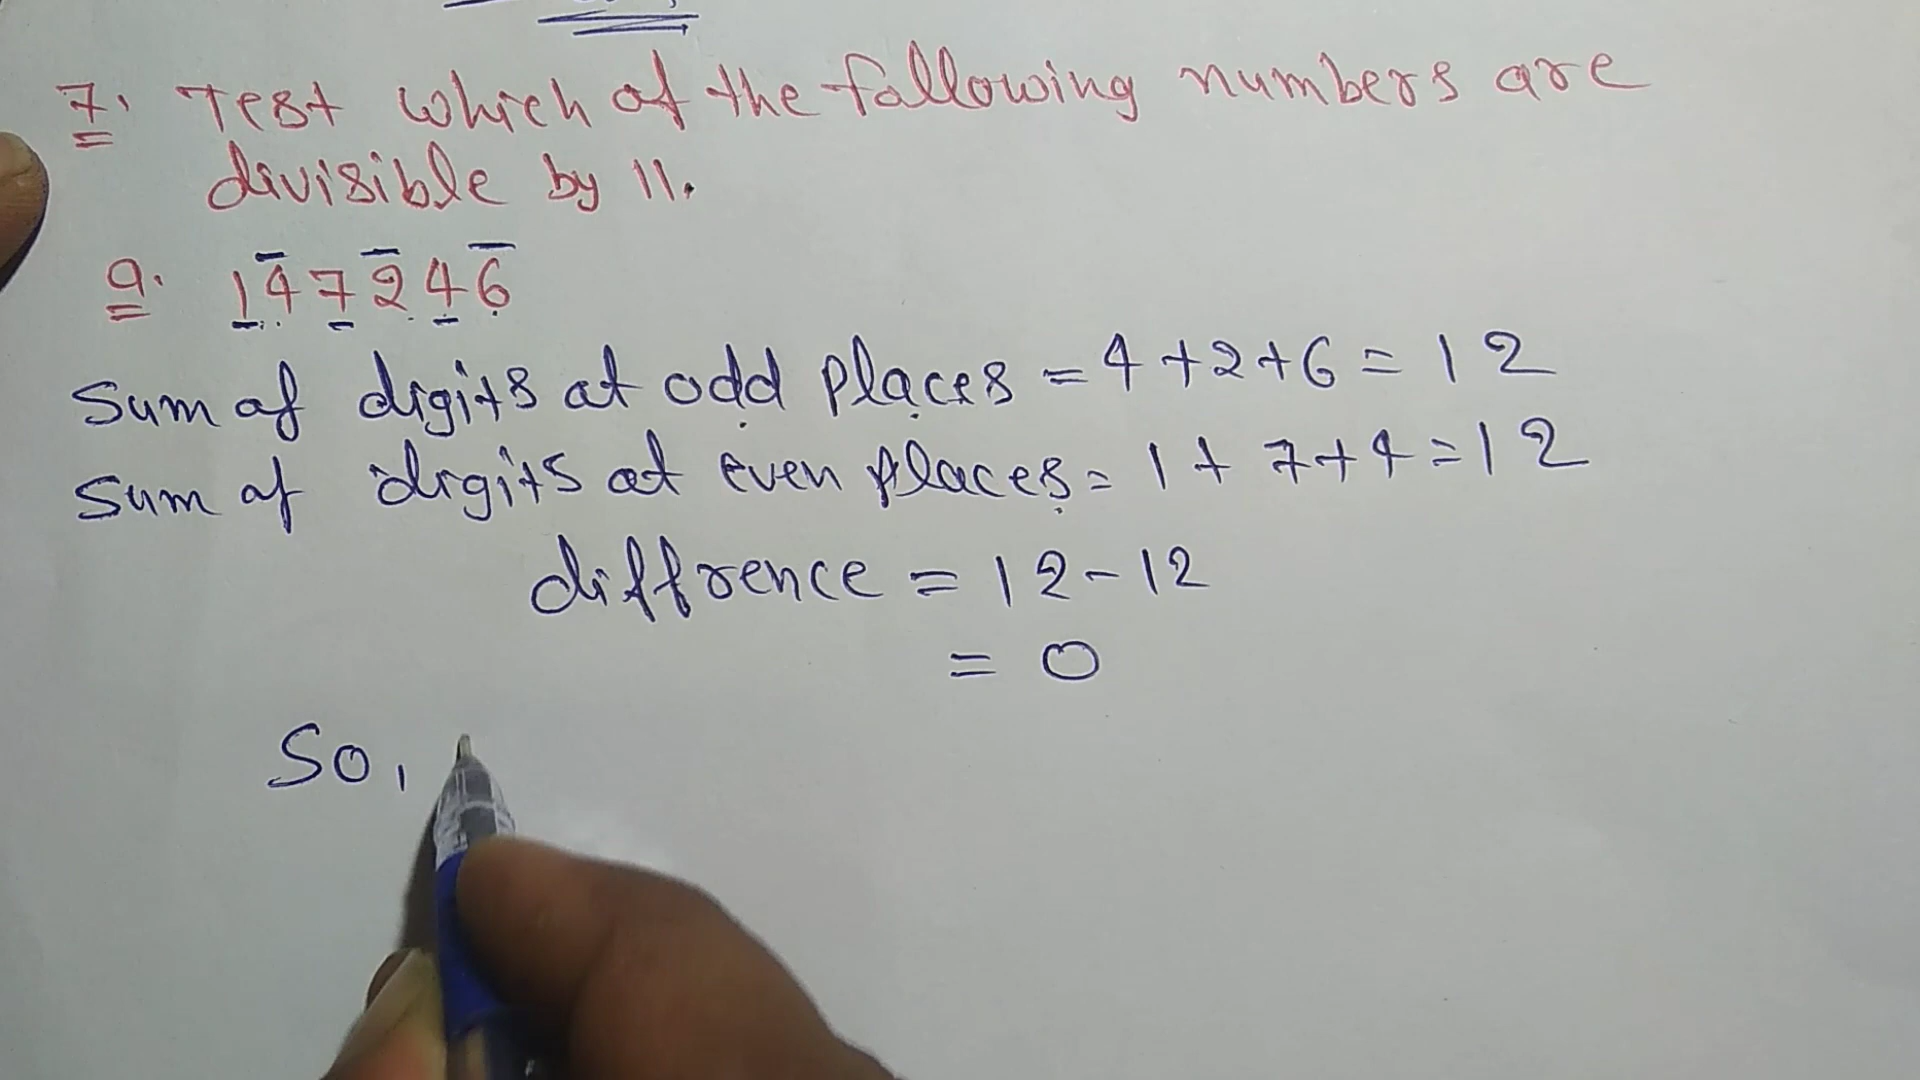 7. Test which of the following numbers are
divisible by 11.
a. 147246
Sum of digits at odd places = 4+2+6 = 12
Sum of digits at even places = 1+7+4=12
diffrence = 12-12
= 0
So,